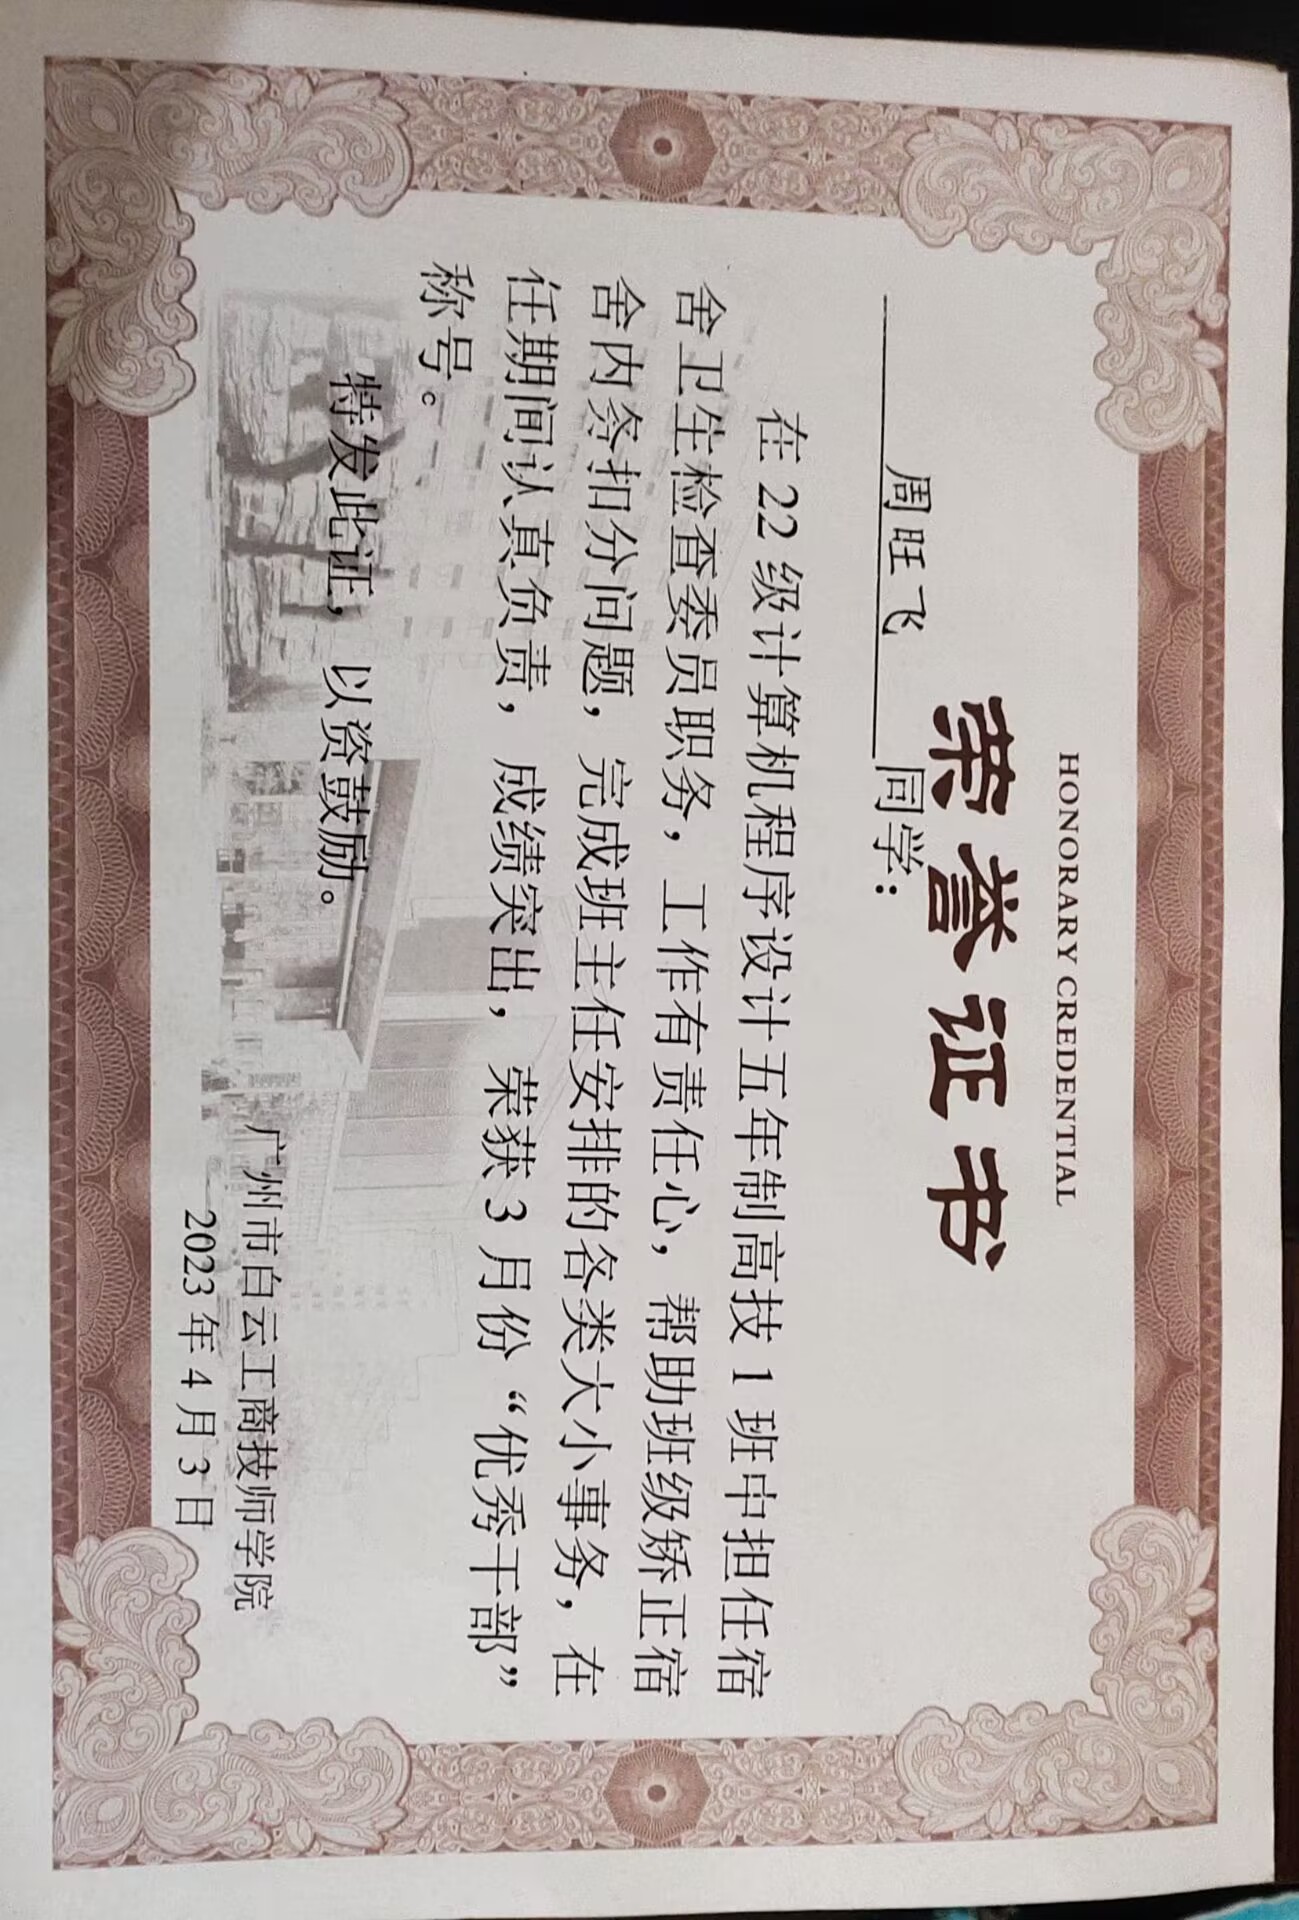 HONORARY CREDENTIAL
荣誉证书
周旺飞同学：
在22级计算机程序设计五年制高技1班中担任宿
舍卫生检查委员职务，工作有责任心，帮助班级矫正宿
舍内务扣分问题，完成班主任安排的各类大小事务，在
任期间认真负责，成绩突出，荣获3月份“优秀干部”
称号。
特发此证，以资鼓励。
广州市白云工商技师学院
2023年4月3日